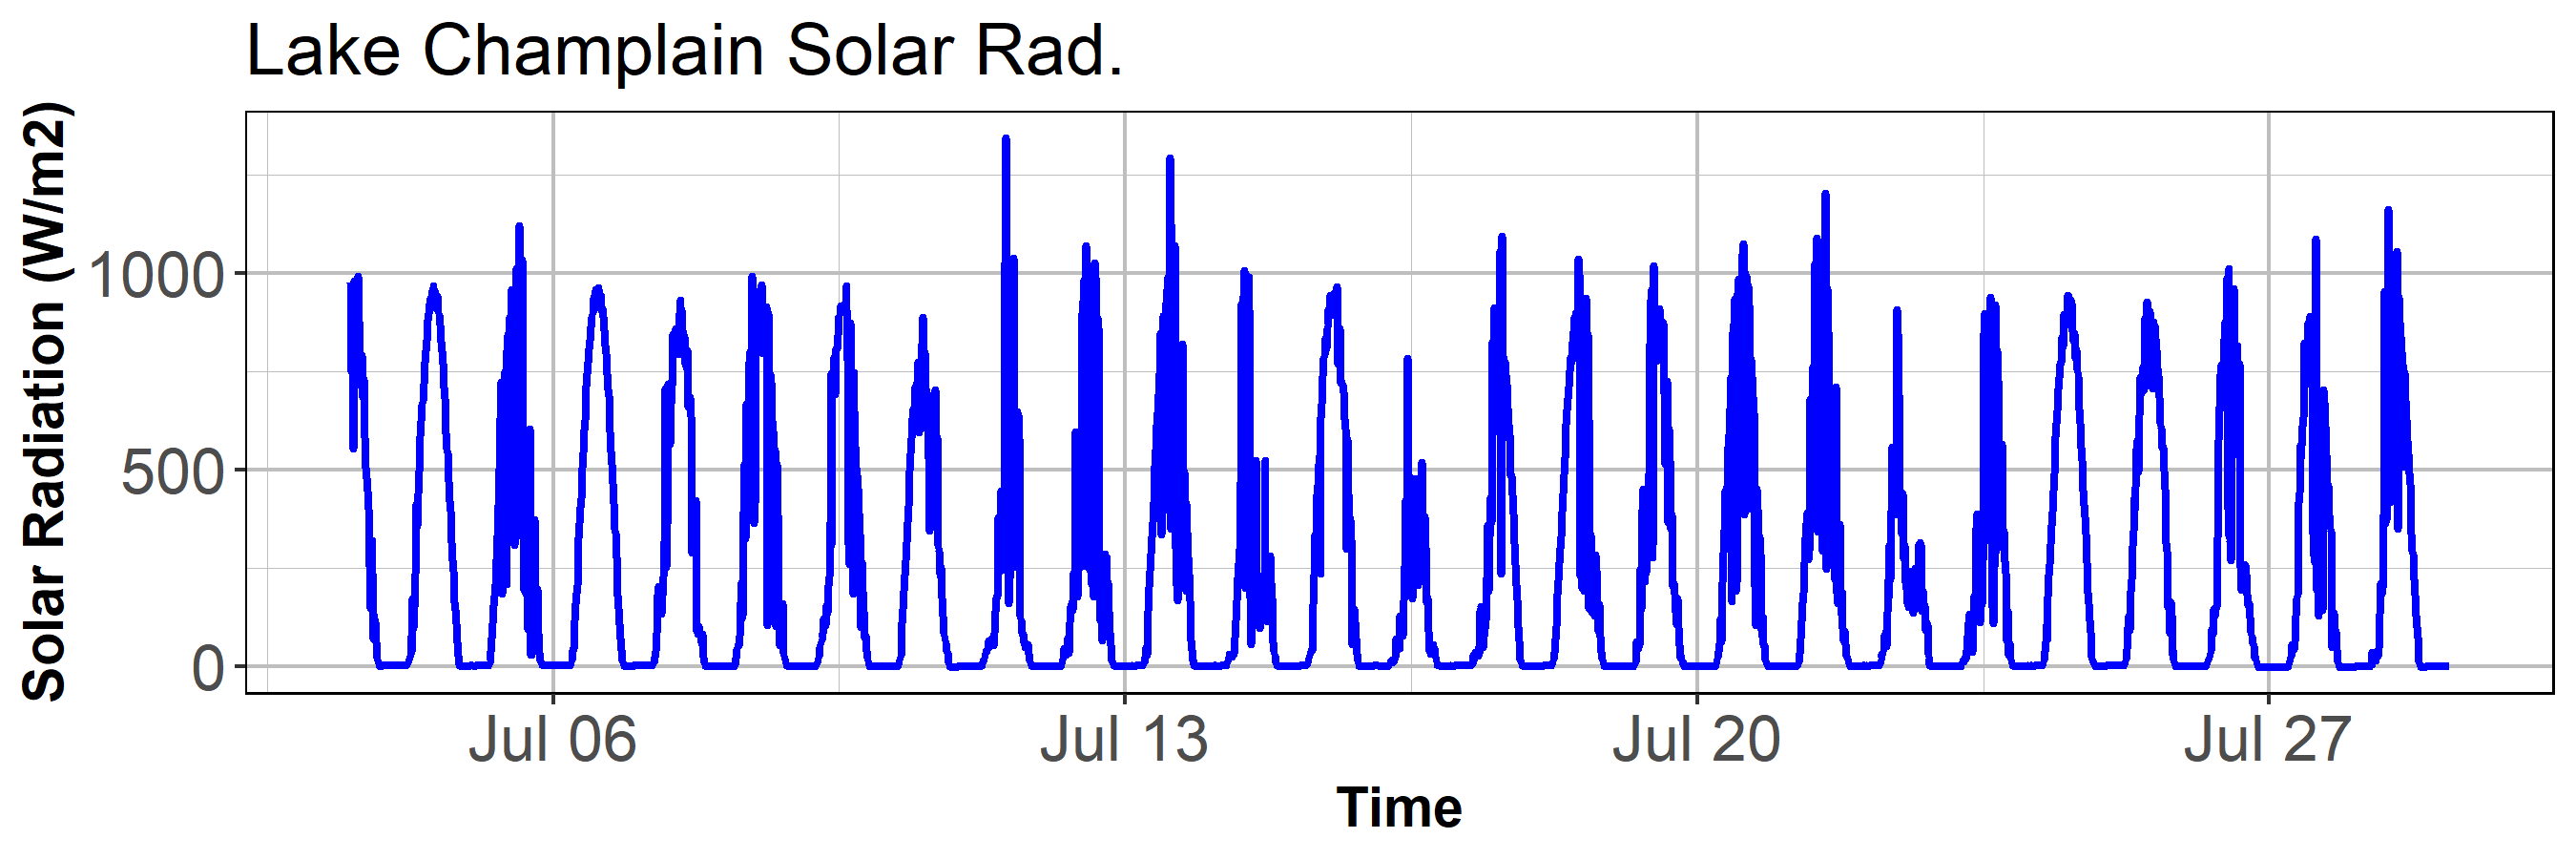 Lake Champlain Solar Rad.
Solar Radiation (W/m2)
1000
500
0
Jul 06
Jul 13
Jul 20
Jul 27
Time